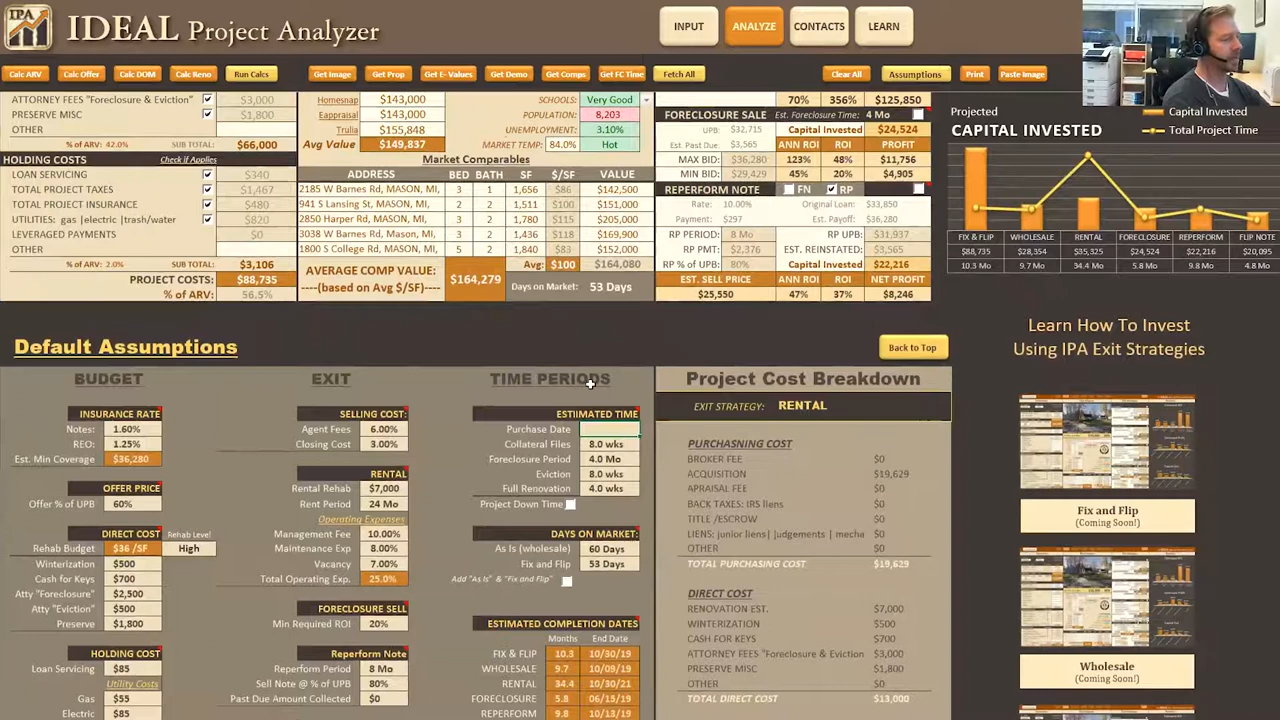 IPA
IDEAL Project Analyzer
INPUT
ANALYZE
CONTACTS
LEARN
Calc ARV
Calc Offer
Calc DOM
Calc Reno
Run Calcs
Get Image
Get Prop
Get E- Values
Get Demo
Get Comps
Get FC Time
Fetch All
Clear All
Assumptions
Print
Paste Image
ATTORNEY FEES "Foreclosure & Eviction" $3,000
PRESERVE MISC $1,800
OTHER
% of ARV: 42.0% SUB TOTAL: $66,000
HOLDING COSTS Check if Applies
LOAN SERVICING $340
TOTAL PROJECT TAXES $1,467
TOTAL PROJECT INSURANCE $480
UTILITIES: gas |electric |trash/water $820
LEVERAGED PAYMENTS $0
OTHER
% of ARV: 2.0% SUB TOTAL: $3,106
PROJECT COSTS: $88,735
% of ARV: 56.5%
Homesnap $143,000
Eappraisal $143,000
Trulia $155,848
Avg Value $149,837
SCHOOLS: Very Good
POPULATION: 8,203
UNEMPLOYMENT: 3.10%
MARKET TEMP: 84.0% Hot
Market Comparables
ADDRESS BED BATH SF $/SF VALUE
2185 W Barnes Rd, MASON, MI, 3 1 1,656 $86 $142,500
941 S Lansing St, MASON, MI, 3 2 1,511 $100 $151,000
2850 Harper Rd, MASON, MI, 3 2 1,780 $115 $205,000
3038 W Barnes Rd, MASON, MI, 3 2 1,436 $118 $169,900
1800 S College Rd, MASON, MI, 5 2 1,840 $83 $152,000
Avg: $100 $164,080
AVERAGE COMP VALUE:
----(based on Avg $/SF)----
$164,279
Days on Market: 53 Days
70% 356% $125,850
FORECLOSURE SALE Est. Foreclosure Time: 4 Mo
UPB: $32,715 Capital Invested $24,524
Est. Past Due: $3,565 ANN ROI ROI PROFIT
MAX BID: $36,280 123% 48% $11,756
MIN BID: $29,429 45% 20% $4,905
REPERFORM NOTE FN RP
Rate: 10.00% Original Loan: $33,850
Payment: $297 Est. Payoff: $36,280
RP PERIOD: 8 Mo RP UPB: $31,937
RP PMT: $2,376 EST. REINSTATED: $3,565
RP % of UPB: 80% Capital Invested $22,216
EST. SELL PRICE ANN ROI ROI NET PROFIT
$25,550 47% 37% $8,246
Projected
CAPITAL INVESTED
Capital Invested
Total Project Time
FIX & FLIP WHOLESALE RENTAL FORECLOSURE REPERFORM FLIP NOTE
$88,735 $28,354 $35,325 $24,524 $22,216 $20,095
10.3 Mo 9.7 Mo 34.4 Mo 5.8 Mo 9.8 Mo 4.8 Mo
Default Assumptions
Back to Top
BUDGET
INSURANCE RATE
Notes: 1.60%
REO: 1.25%
Est. Min Coverage $36,280
OFFER PRICE
Offer % of UPB 60%
DIRECT COST Rehab Level
Rehab Budget $36 /SF High
Winterization $500
Cash for Keys $700
Atty "Foreclosure" $2,500
Atty "Eviction" $500
Preserve $1,800
HOLDING COST
Loan Servicing $85
Utility Costs
Gas $55
Electric $85
EXIT
SELLING COST:
Agent Fees 6.00%
Closing Cost 3.00%
RENTAL
Rental Rehab $7,000
Rent Period 24 Mo
Operating Expenses
Management Fee 10.00%
Maintenance Exp 8.00%
Vacancy 7.00%
Total Operating Exp. 25.0%
FORECLOSURE SELL
Min Required ROI 20%
Reperform Note
Reperform Period 8 Mo
Sell Note @ % of UPB 80%
Past Due Amount Collected $0
TIME PERIODS
ESTIIMATED TIME
Purchase Date
Collateral Files 8.0 wks
Foreclosure Period 4.0 Mo
Eviction 8.0 wks
Full Renovation 4.0 wks
Project Down Time
DAYS ON MARKET:
As Is (wholesale) 60 Days
Fix and Flip 53 Days
Add "As Is" & "Fix and Flip"
ESTIMATED COMPLETION DATES
Months End Date
FIX & FLIP 10.3 10/30/19
WHOLESALE 9.7 10/09/19
RENTAL 34.4 10/30/21
FORECLOSURE 5.8 06/15/19
REPERFORM 9.8 10/13/19
Project Cost Breakdown
EXIT STRATEGY: RENTAL
PURCHASING COST
BROKER FEE $0
ACQUISITION $19,629
APRAISAL FEE $0
BACK TAXES: IRS liens $0
TITLE /ESCROW $0
LIENS: junior liens| judgements | meche $0
OTHER $0
TOTAL PURCHASING COST $19,629
DIRECT COST
RENOVATION EST. $7,000
WINTERIZATION $500
CASH FOR KEYS $700
ATTORNEY FEES "Foreclosure & Eviction $3,000
PRESERVE MISC $1,800
OTHER $0
TOTAL DIRECT COST $13,000
Learn How To Invest
Using IPA Exit Strategies
Fix and Flip
(Coming Soon!)
Wholesale
(Coming Soon!)